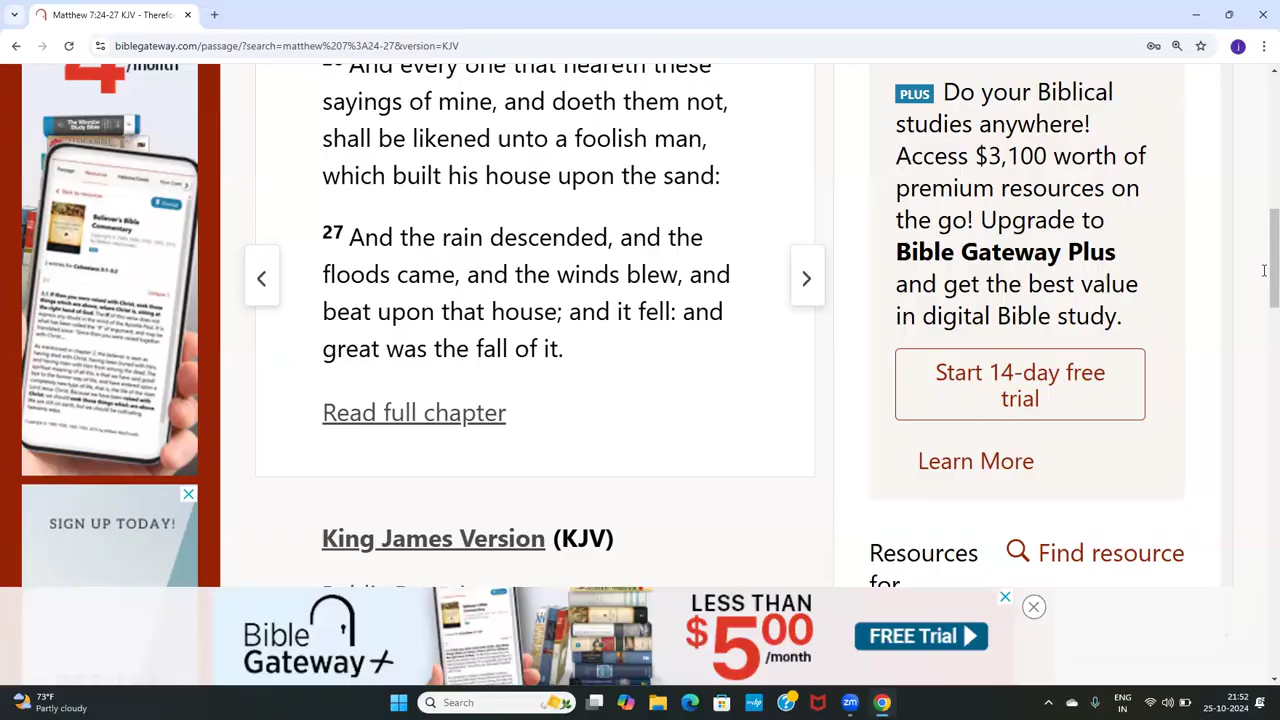 Matthew 7:24-27 KJV - Therefo
biblegateway.com/passage/?search=matthew%207%3A24-27&version=KJV
/month
Passage
Believer's Bible
Commentary
And every one that heareth these
sayings of mine, and doeth them not,
shall be likened unto a foolish man,
which built his house upon the sand:
27 And the rain descended, and the
floods came, and the winds blew, and
beat upon that house; and it fell: and
great was the fall of it.
Read full chapter
King James Version (KJV)
PLUS Do your Biblical
studies anywhere!
Access $3,100 worth of
premium resources on
the go! Upgrade to
Bible Gateway Plus
and get the best value
in digital Bible study.
Start 14-day free
trial
Learn More
Resources
for
Find resource
SIGN UP TODAY!
Bible
Gateway+
LESS THAN
$5.00
/month
FREE Trial
73°F
Partly cloudy
Search
ENG
IN
21:52
25-10-2024